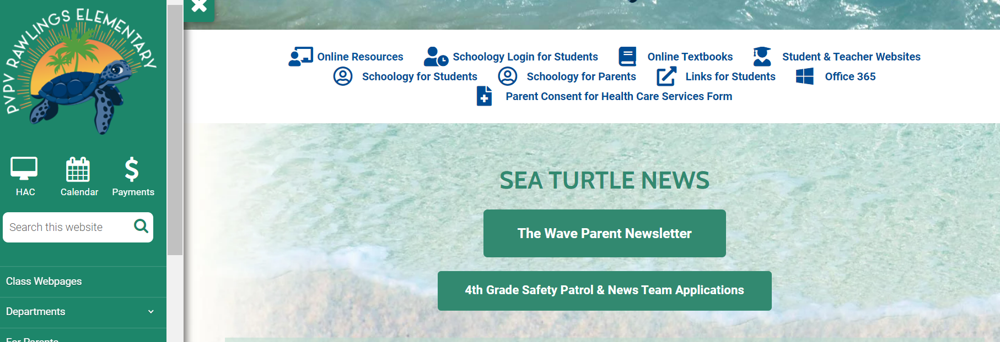 PVPV RAWLINGS ELEMENTARY
HAC Calendar Payments
Search this website
Class Webpages
Departments
For Parents
Online Resources Schoology Login for Students Online Textbooks Student & Teacher Websites
Schoology for Students Schoology for Parents Links for Students Office 365
Parent Consent for Health Care Services Form
SEA TURTLE NEWS
The Wave Parent Newsletter
4th Grade Safety Patrol & News Team Applications